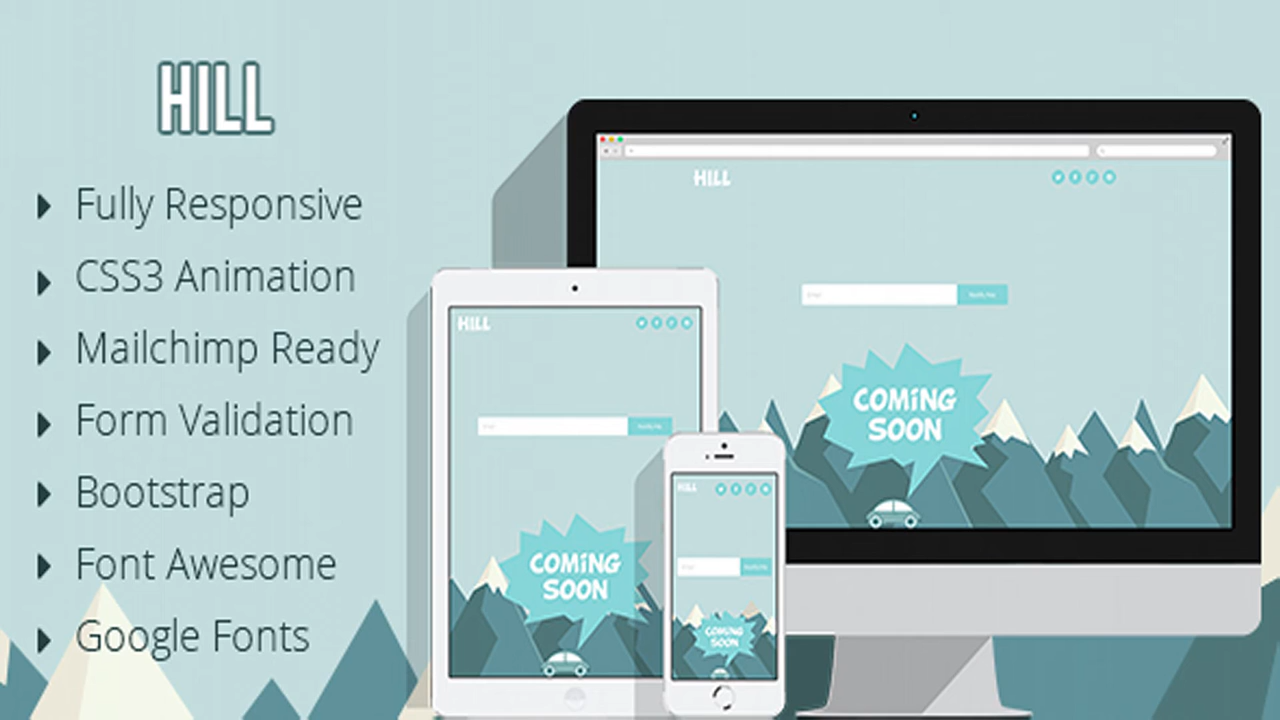 HILL
Fully Responsive
CSS3 Animation
Mailchimp Ready
Form Validation
Bootstrap
Font Awesome
Google Fonts
HILL
COMING
SOON
HILL
COMING
SOON
HILL
COMING
SOON